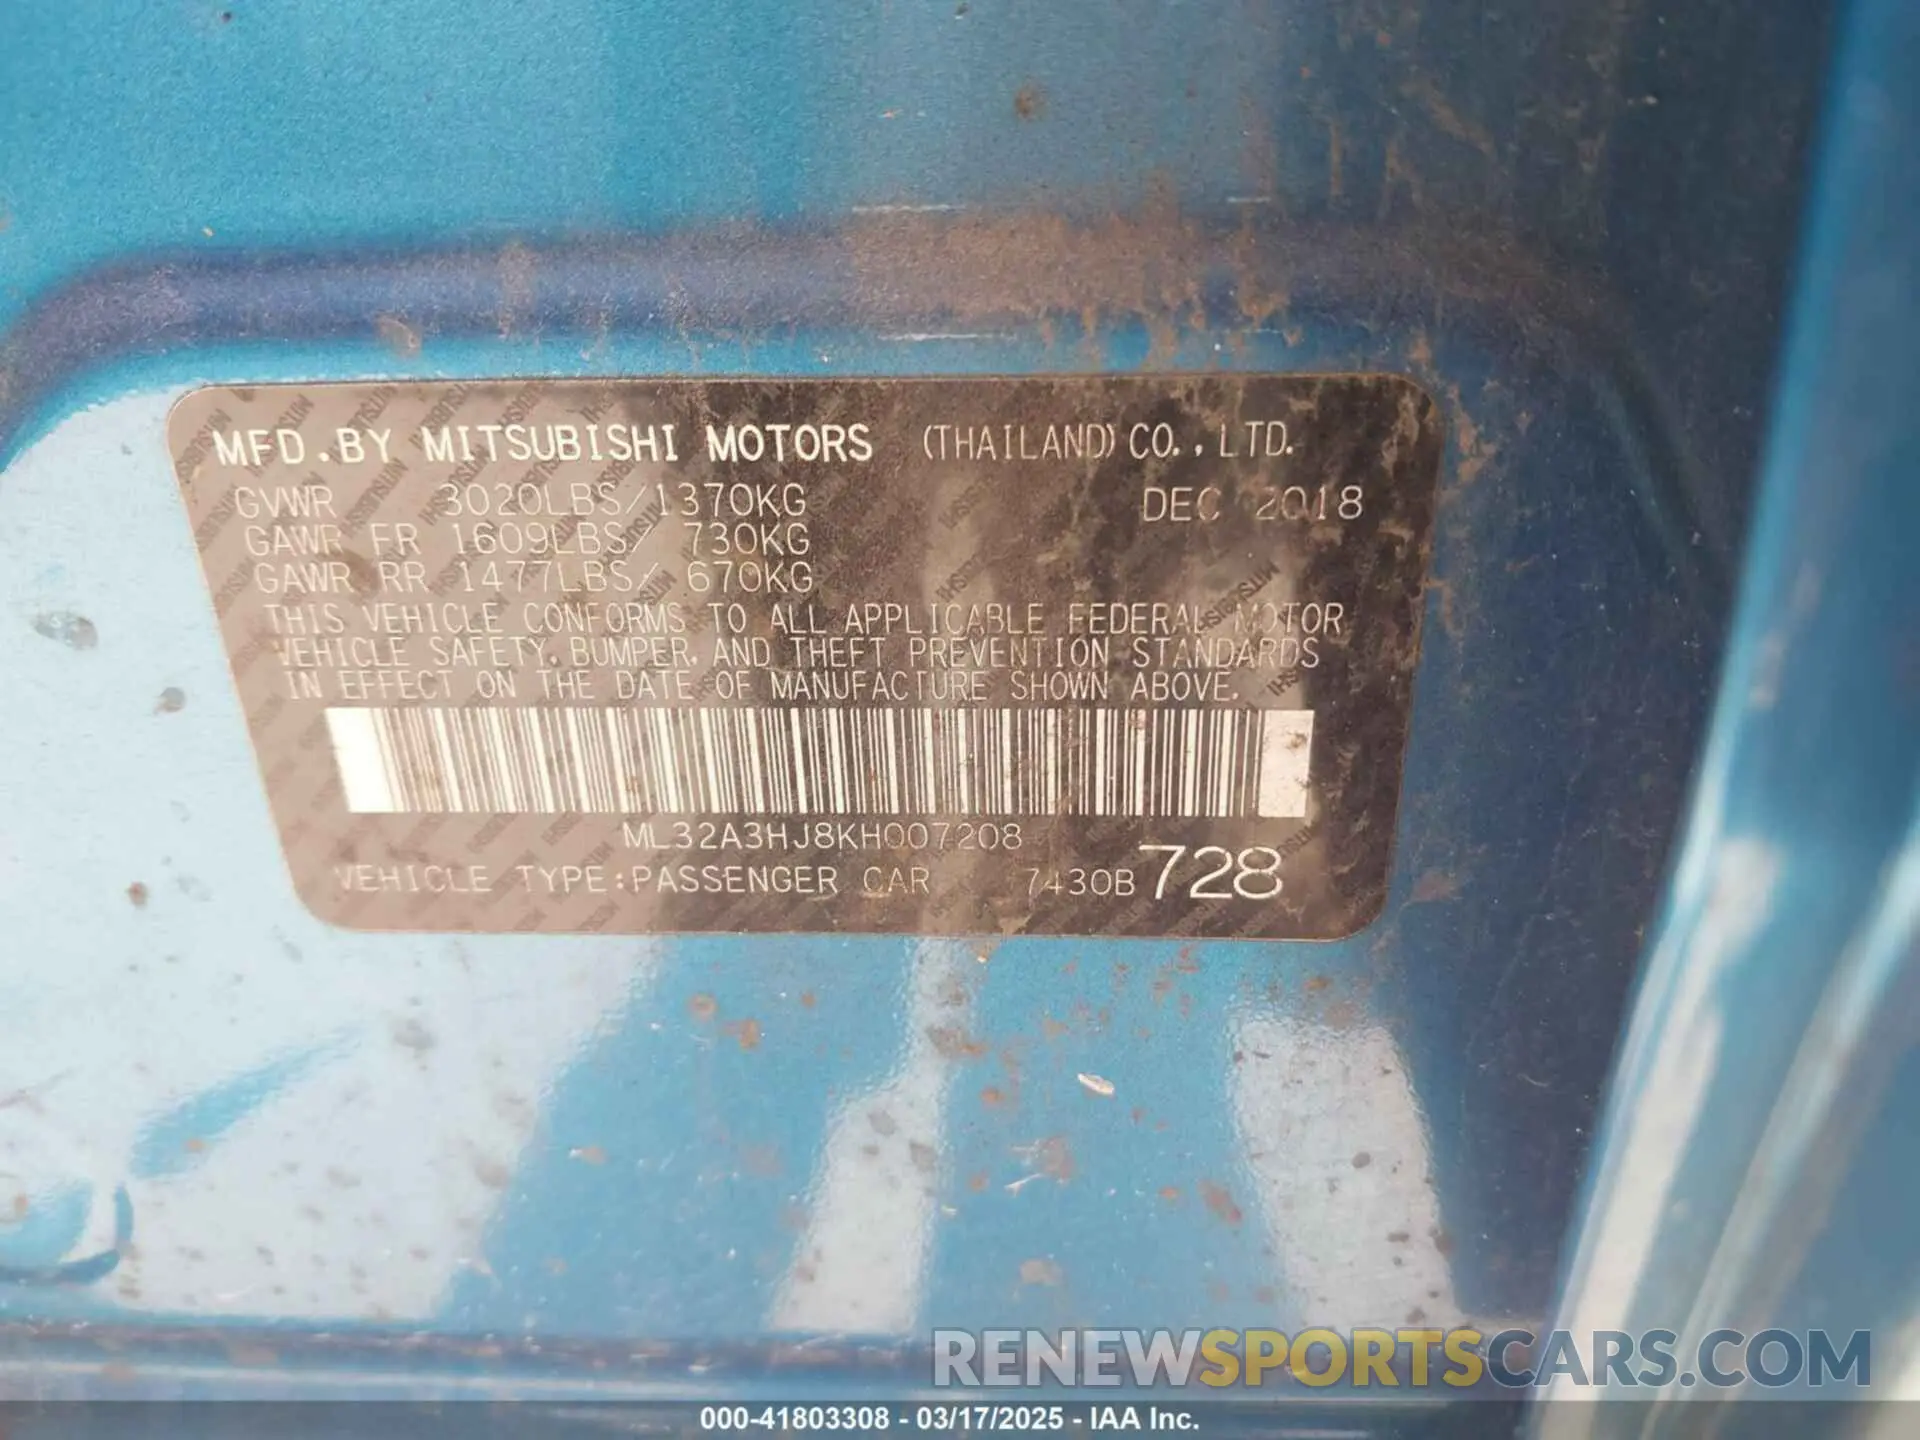 MFD.BY MITSUBISHI MOTORS (THAILAND) CO.,LTD.
GVWR 3020LBS/1370KG DEC 2018
GAWR FR 1609LBS/ 730KG
GAWR RR 1477LBS/ 670KG
THIS VEHICLE CONFORMS TO ALL APPLICABLE FEDERAL MOTOR
VEHICLE SAFETY, BUMPER, AND THEFT PREVENTION STANDARDS
IN EFFECT ON THE DATE OF MANUFACTURE SHOWN ABOVE.
ML32A3HJ8KH007208
VEHICLE TYPE:PASSENGER CAR 7430B 728
RENEWSPORTSCARS.COM
000-41803308 - 03/17/2025 - IAA Inc.